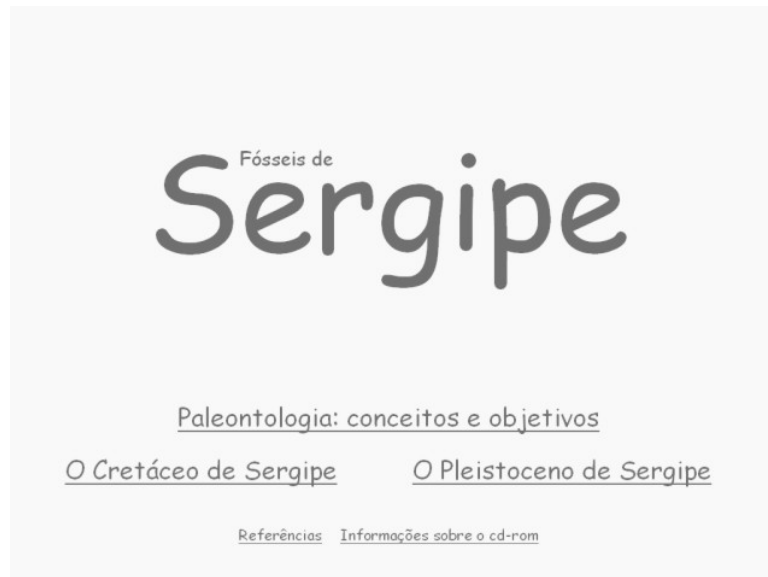 Fósseis de
Sergipe
Paleontologia: conceitos e objetivos
O Cretáceo de Sergipe O Pleistoceno de Sergipe
Referências Informações sobre o cd-rom